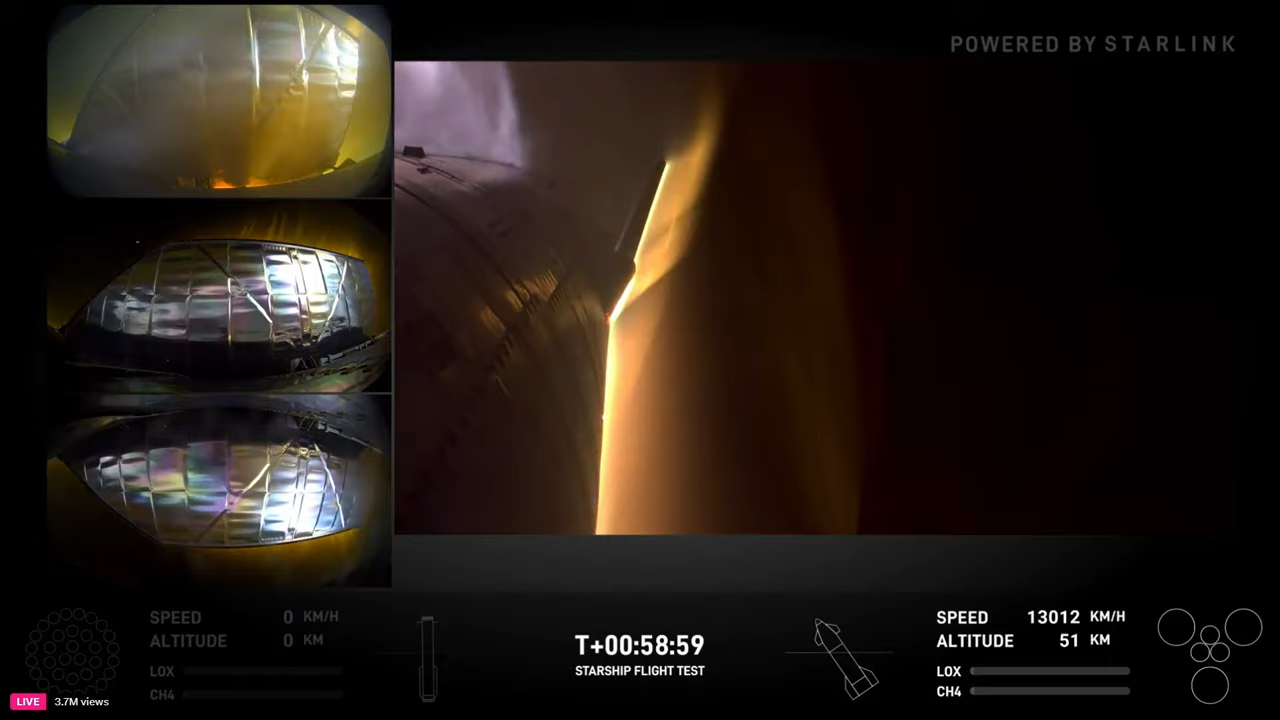 POWERED BY STARLINK
SPEED 0 KM/H
ALTITUDE 0 KM
LOX
CH4
T+00:58:59
STARSHIP FLIGHT TEST
SPEED 13012 KM/H
ALTITUDE 51 KM
LOX
CH4
LIVE 3.7M views